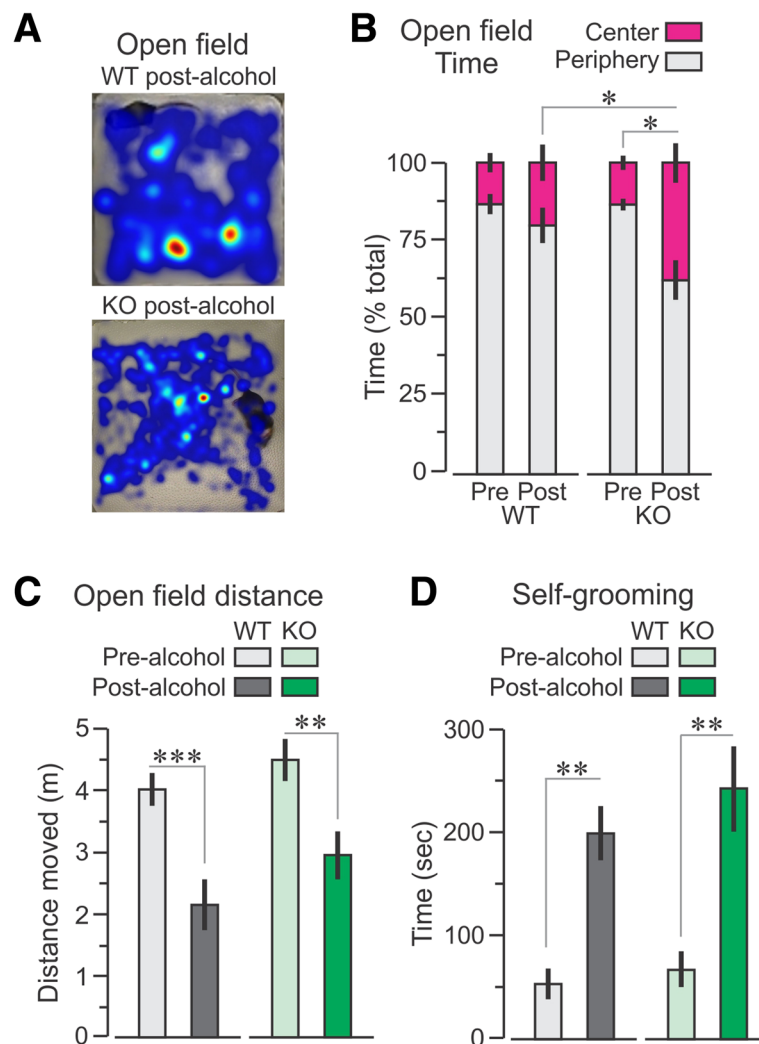 A
Open field
WT post-alcohol
KO post-alcohol
B
Open field
Time
Center
Periphery
*
*
Time (% total)
100
75
50
25
0
Pre Post
WT
Pre Post
KO
C
Open field distance
WT KO
Pre-alcohol
Post-alcohol
***
**
Distance moved (m)
5
4
3
2
1
0
D
Self-grooming
WT KO
Pre-alcohol
Post-alcohol
**
**
Time (sec)
300
200
100
0